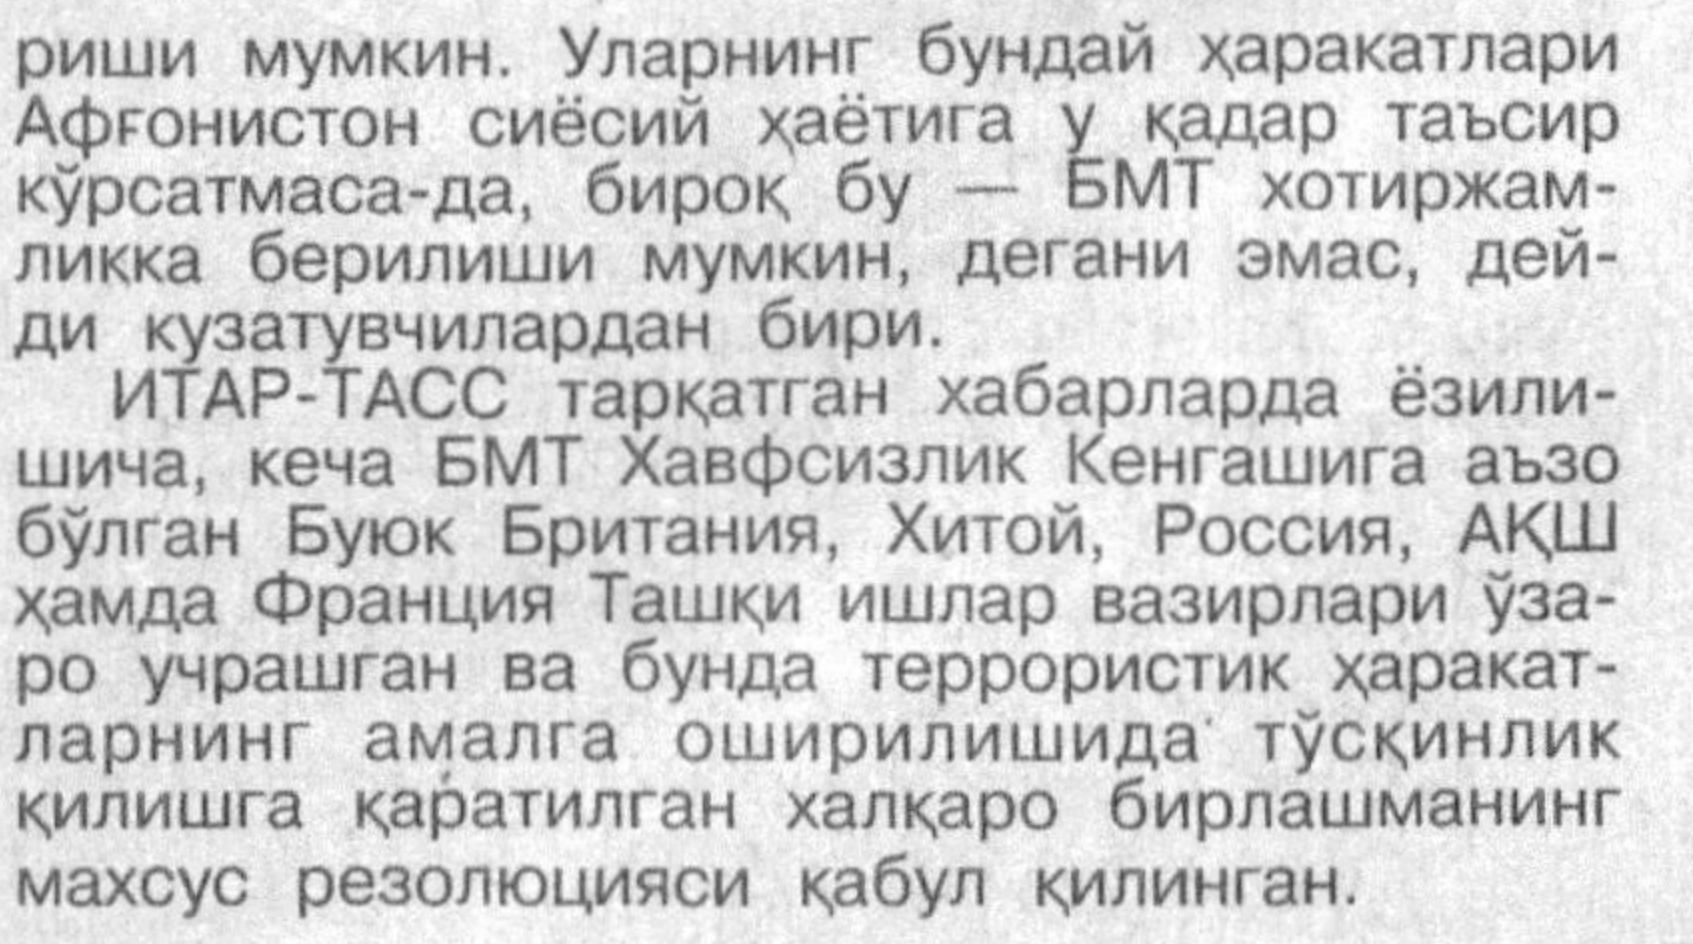 риши мумкин. Уларнинг бундай ҳаракатлари
Афғонистон сиёсий ҳаётига у қадар таъсир
кўрсатмаса-да, бироқ бу — БМТ хотиржам-
ликка берилиши мумкин, дегани эмас, дей-
ди кузатувчилардан бири.
ИТАР-ТАСС тарқатган хабарларда ёзили-
шича, кеча БМТ Хавфсизлик Кенгашига аъзо
бўлган Буюк Британия, Хитой, Россия, АҚШ
ҳамда Франция Ташқи ишлар вазирлари ўза-
ро учрашган ва бунда террористик ҳаракат-
ларнинг амалга оширилишида тўсқинлик
қилишга қаратилган халқаро бирлашманинг
махсус резолюцияси қабул қилинган.